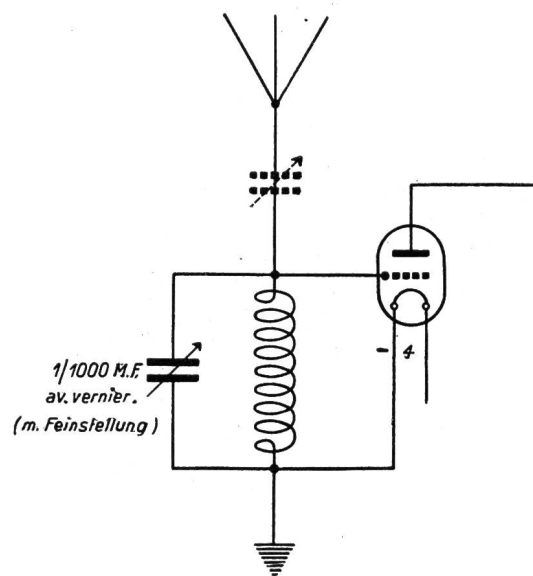 - 4
1/1000 M.F.
av. vernier.
(m. Feinstellung)